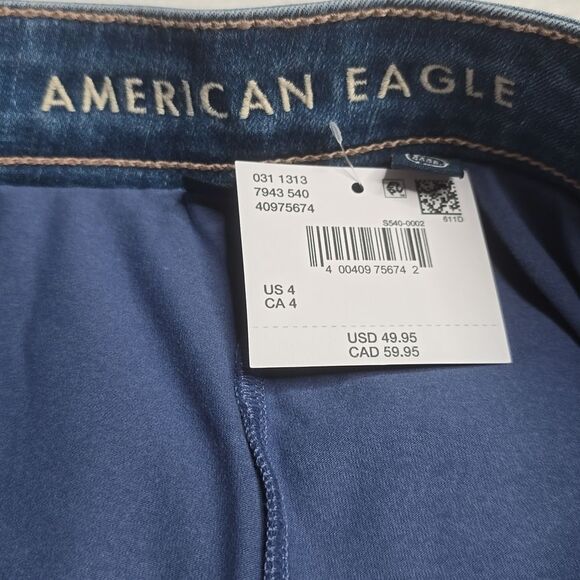 AMERICAN EAGLE
031 1313
7943 540
40975674
S540-0002
611D
4 00409 75674 2
US 4
CA 4
USD 49.95
CAD 59.95